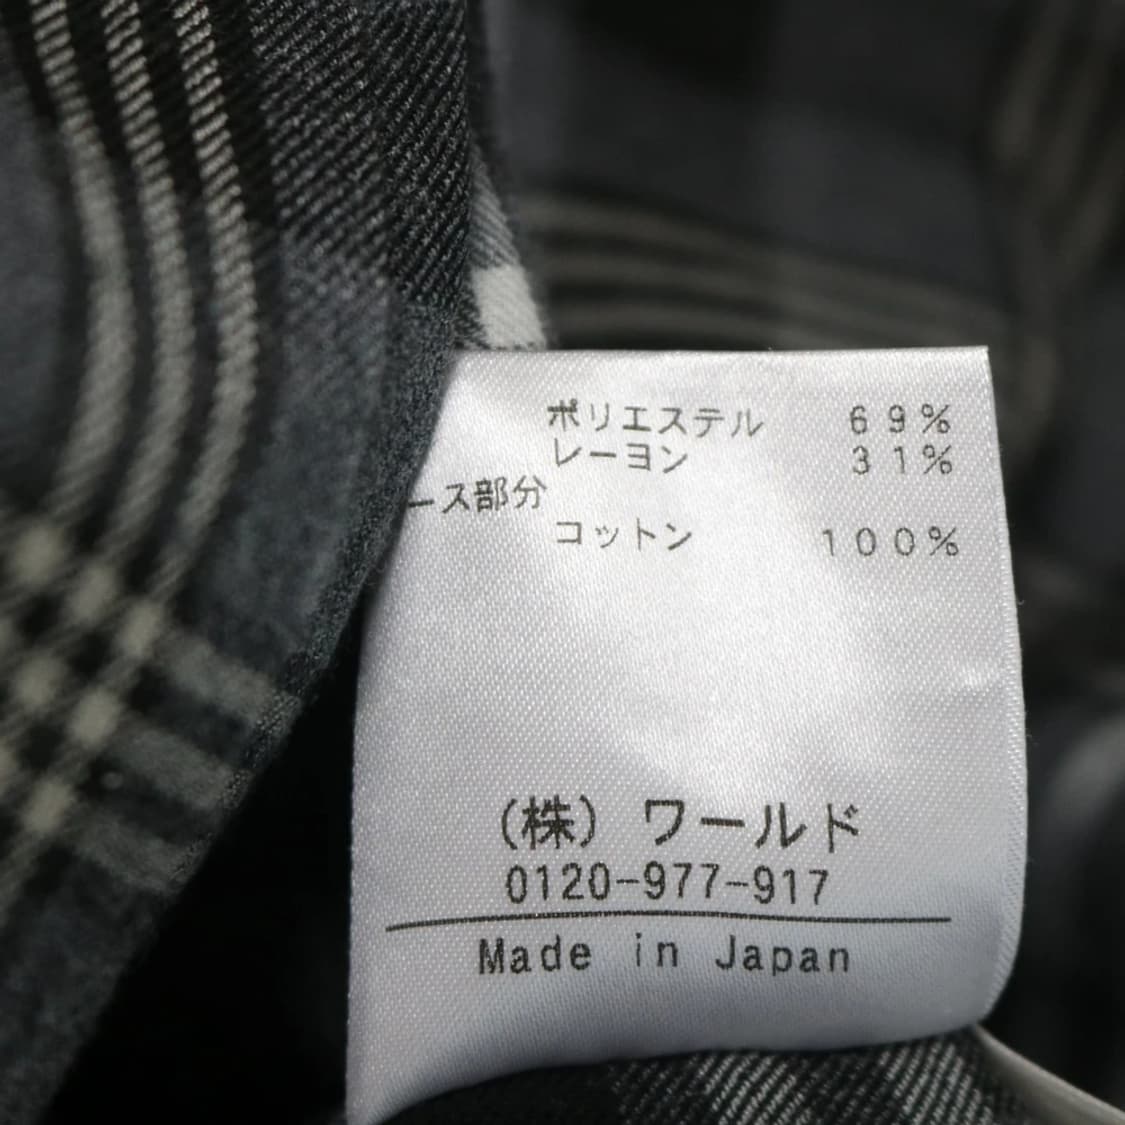 ポリエステル 69%
レーヨン 31%
ース部分
コットン 100%
(株) ワールド
0120-977-917
Made in Japan